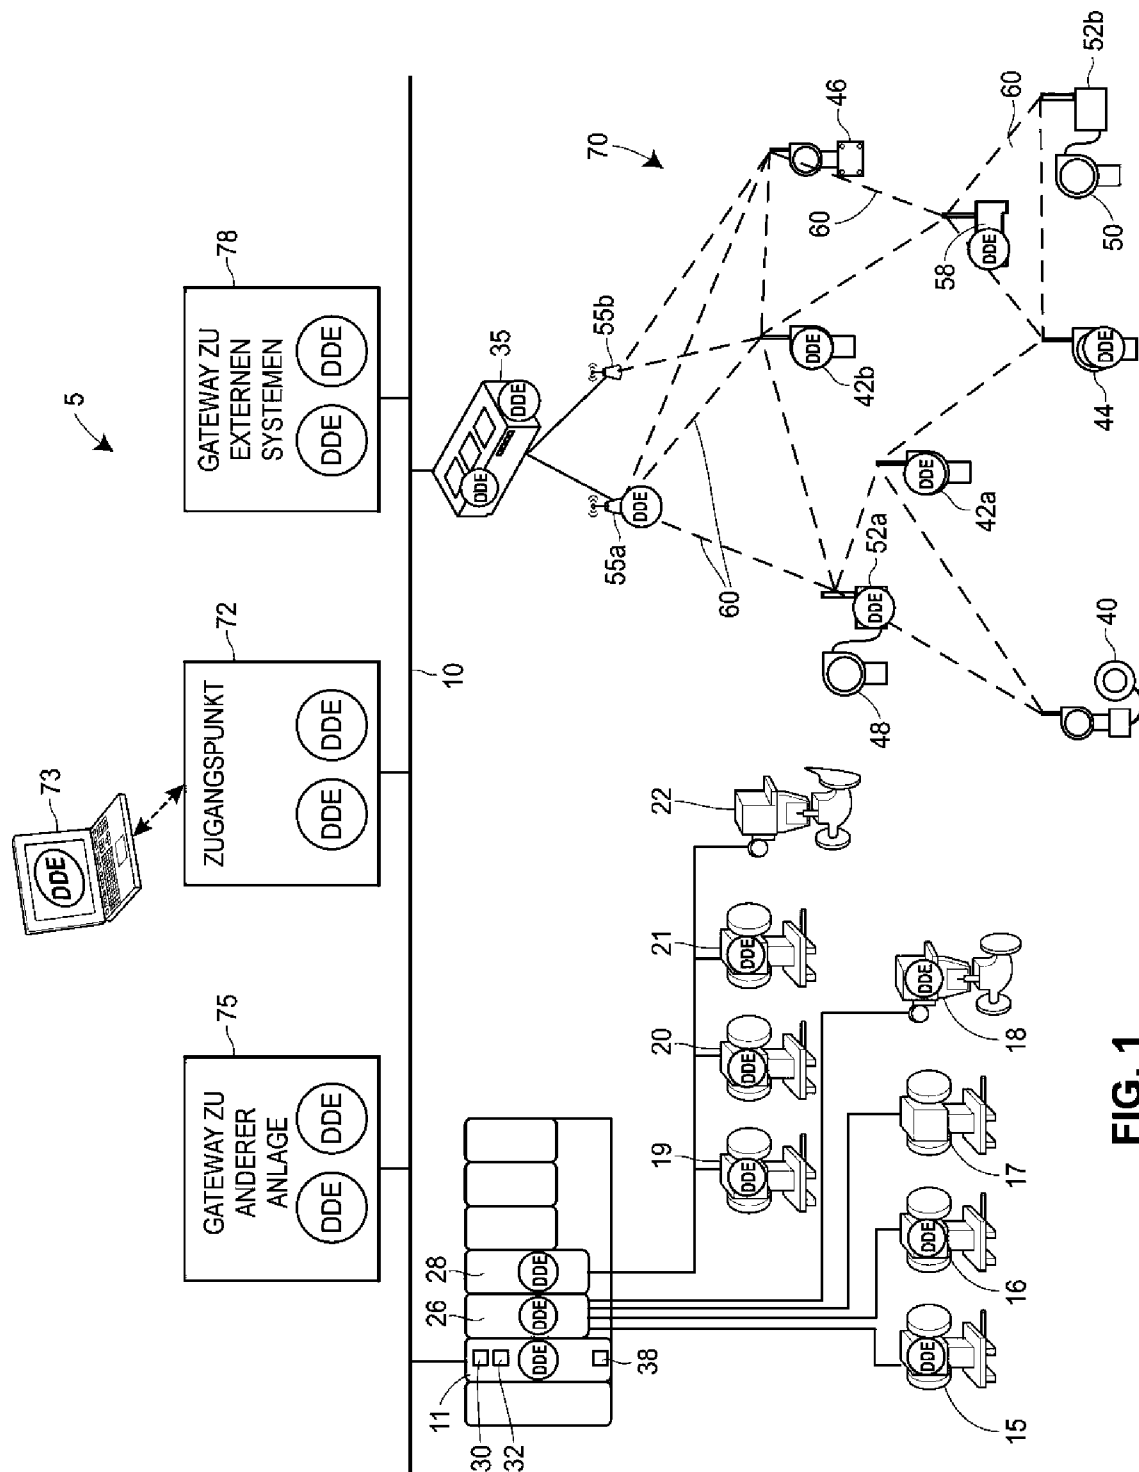 73
DDE
5
75
72
78
GATEWAY ZU
ANDERER
ANLAGE
DDE
DDE
ZUGANGSPUNKT
DDE
DDE
GATEWAY ZU
EXTERNEN
SYSTEMEN
DDE
DDE
10
11
26
28
30
32
38
DDE
DDE
DDE
35
DDE
DDE
55a
55b
DDE
70
60
60
60
46
19
20
21
22
DDE
DDE
DDE
48
52a
DDE
42b
DDE
15
16
17
18
DDE
DDE
DDE
42a
DDE
58
DDE
40
44
DDE
50
52b
FIG. 1